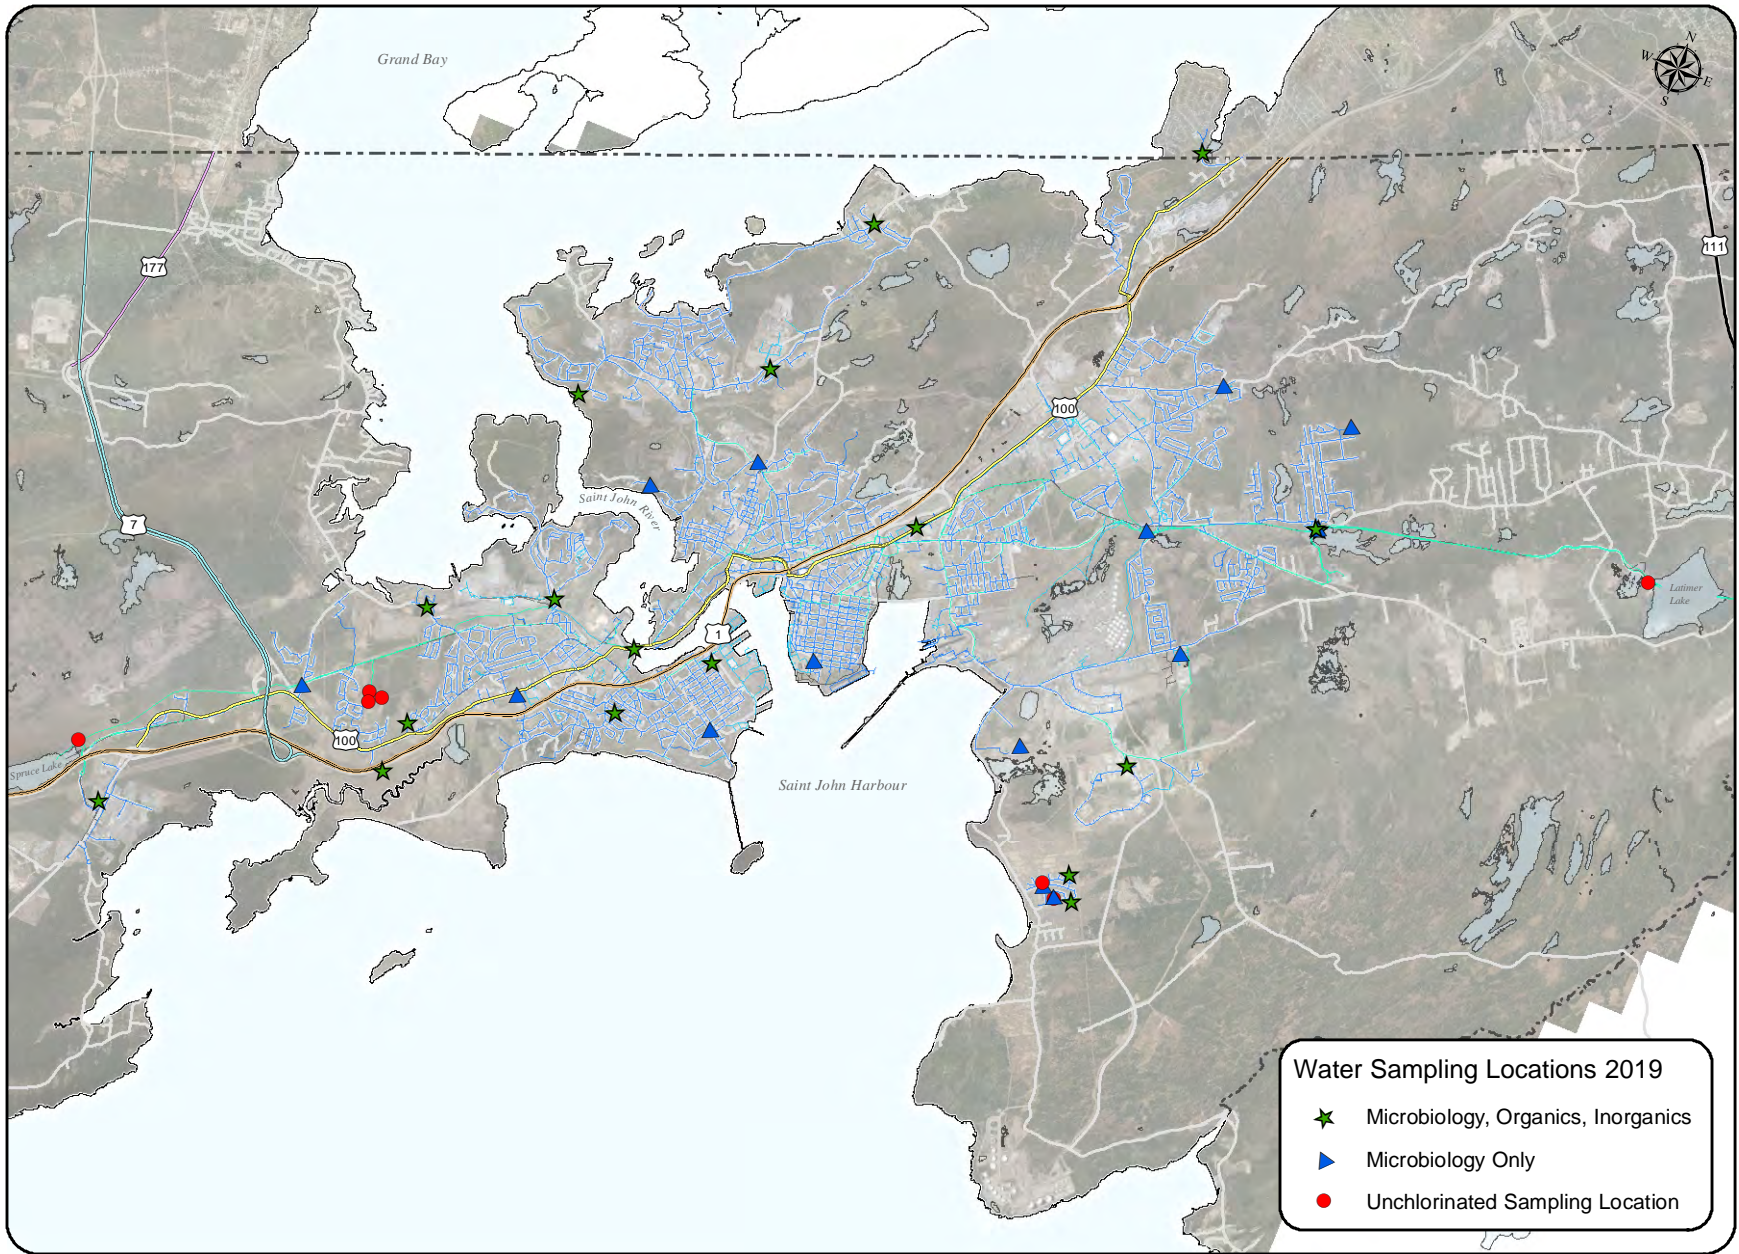 Grand Bay
N
W
E
S
177
111
100
7
Saint John
River
Latimer
Lake
1
100
Spruce Lake
Saint John Harbour
Water Sampling Locations 2019
Microbiology, Organics, Inorganics
Microbiology Only
Unchlorinated Sampling Location